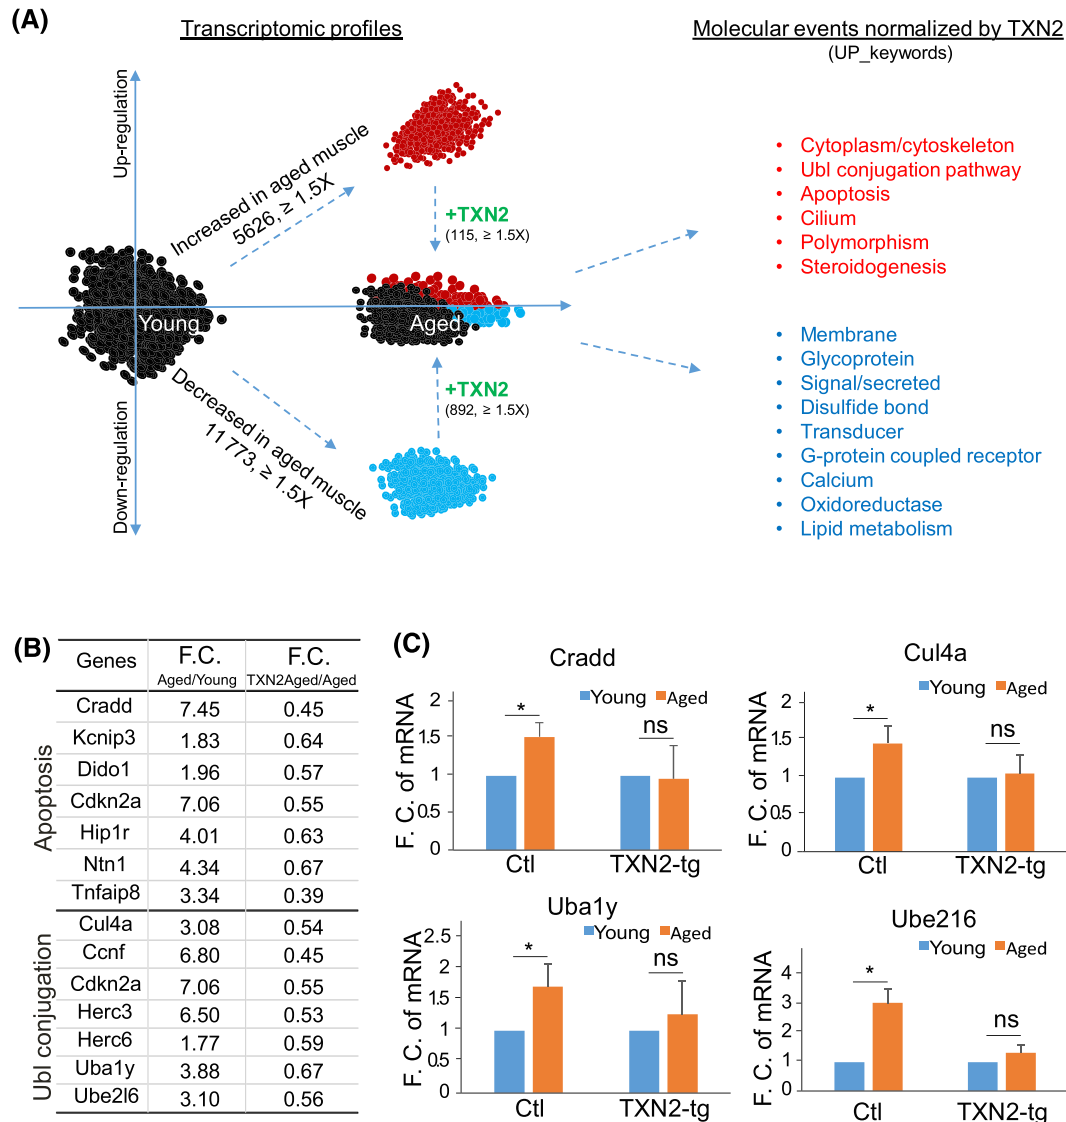 (A)
Transcriptomic profiles
Molecular events normalized by TXN2
(UP_keywords)
Up-regulation
Down-regulation
Increased in aged muscle
5626, ≥ 1.5X
Decreased in aged muscle
11 773, ≥ 1.5X
Young
Aged
+TXN2
(115, ≥ 1.5X)
+TXN2
(892, ≥ 1.5X)
• Cytoplasm/cytoskeleton
• Ubl conjugation pathway
• Apoptosis
• Cilium
• Polymorphism
• Steroidogenesis
• Membrane
• Glycoprotein
• Signal/secreted
• Disulfide bond
• Transducer
• G-protein coupled receptor
• Calcium
• Oxidoreductase
• Lipid metabolism
(B)
Genes F.C. F.C.
Aged/Young TXN2Aged/Aged
Apoptosis
Cradd 7.45 0.45
Kcnip3 1.83 0.64
Dido1 1.96 0.57
Cdkn2a 7.06 0.55
Hip1r 4.01 0.63
Ntn1 4.34 0.67
Tnfaip8 3.34 0.39
Ubl conjugation
Cul4a 3.08 0.54
Ccnf 6.80 0.45
Cdkn2a 7.06 0.55
Herc3 6.50 0.53
Herc6 1.77 0.59
Uba1y 3.88 0.67
Ube2l6 3.10 0.56
(C)
Cradd
Young Aged
F. C. of mRNA
2
1.5
1
0.5
0
*
ns
Ctl TXN2-tg
Cul4a
Young Aged
F. C. of mRNA
2
1.5
1
0.5
0
*
ns
Ctl TXN2-tg
Uba1y
Young Aged
F. C. of mRNA
2.5
2
1.5
1
0.5
0
*
ns
Ctl TXN2-tg
Ube216
Young Aged
F. C. of mRNA
4
3
2
1
0
*
ns
Ctl TXN2-tg